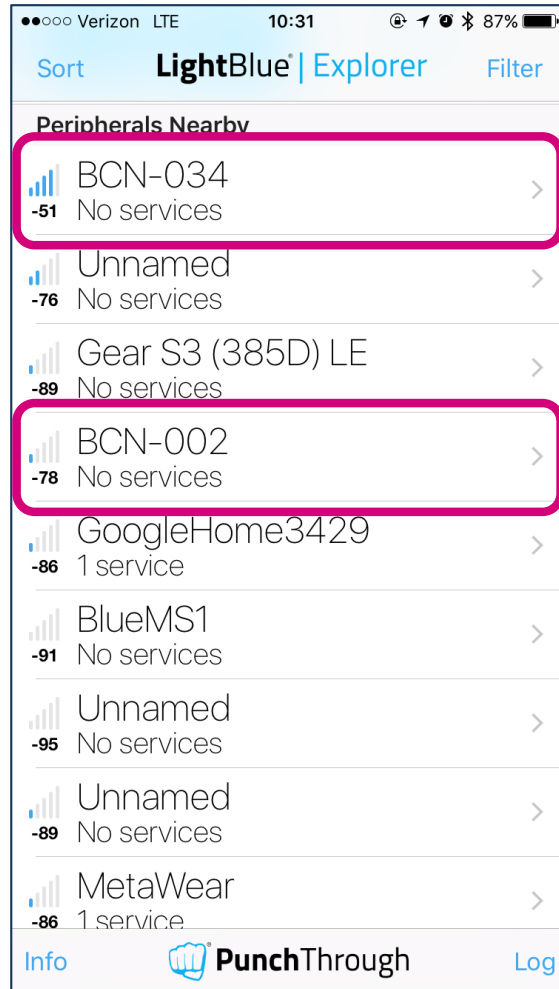 Verizon LTE 10:31 87%
Sort LightBlue | Explorer Filter
Peripherals Nearby
BCN-034
-51 No services
Unnamed
-76 No services
Gear S3 (385D) LE
-89 No services
BCN-002
-78 No services
GoogleHome3429
-86 1 service
BlueMS1
-91 No services
Unnamed
-95 No services
Unnamed
-89 No services
MetaWear
-86 1 service
Info PunchThrough Log